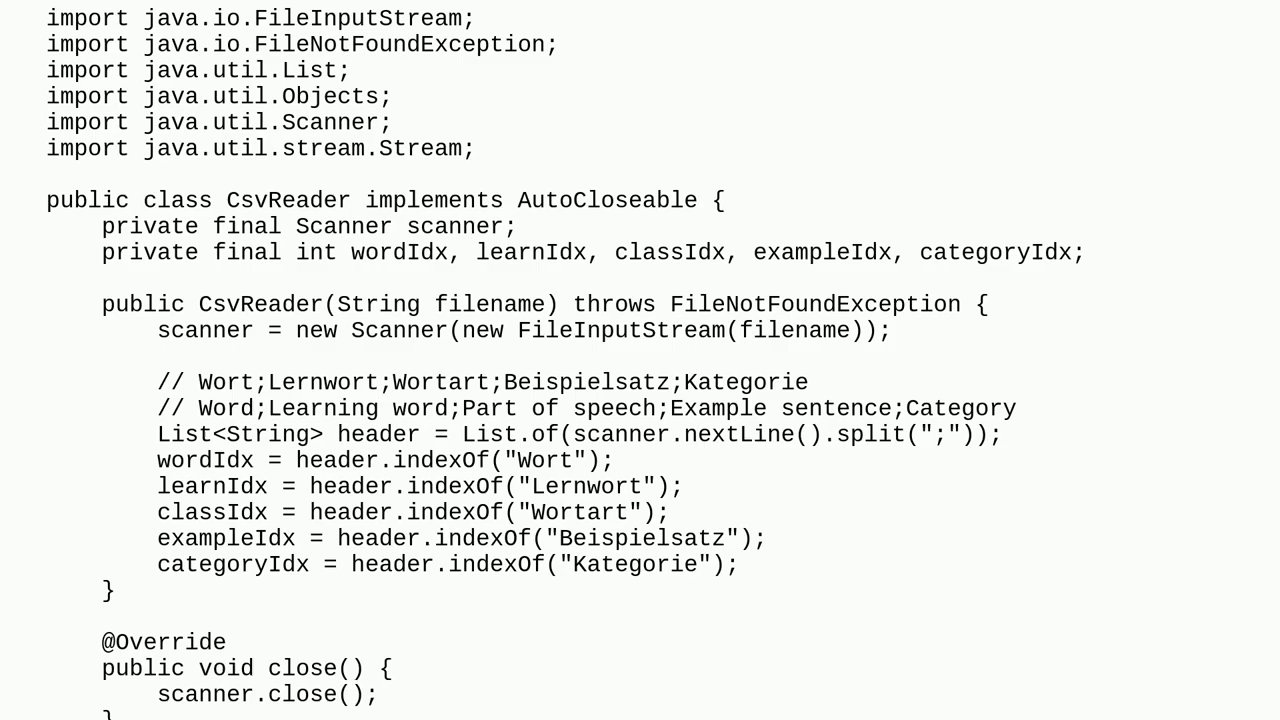 import java.io.FileInputStream;
import java.io.FileNotFoundException;
import java.util.List;
import java.util.Objects;
import java.util.Scanner;
import java.util.stream.Stream;

public class CsvReader implements AutoCloseable {
    private final Scanner scanner;
    private final int wordIdx, learnIdx, classIdx, exampleIdx, categoryIdx;

    public CsvReader(String filename) throws FileNotFoundException {
        scanner = new Scanner(new FileInputStream(filename));

        // Wort;Lernwort;Wortart;Beispielsatz;Kategorie
        // Word;Learning word;Part of speech;Example sentence;Category
        List<String> header = List.of(scanner.nextLine().split(";"));
        wordIdx = header.indexOf("Wort");
        learnIdx = header.indexOf("Lernwort");
        classIdx = header.indexOf("Wortart");
        exampleIdx = header.indexOf("Beispielsatz");
        categoryIdx = header.indexOf("Kategorie");
    }

    @Override
    public void close() {
        scanner.close();
    }